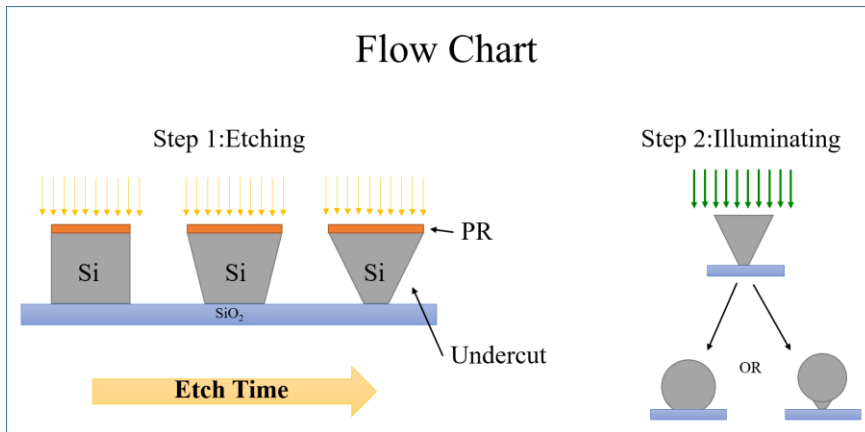 Flow Chart
Step 1:Etching
Step 2:Illuminating
PR
Si
Si
Si
SiO₂
Undercut
Etch Time
OR